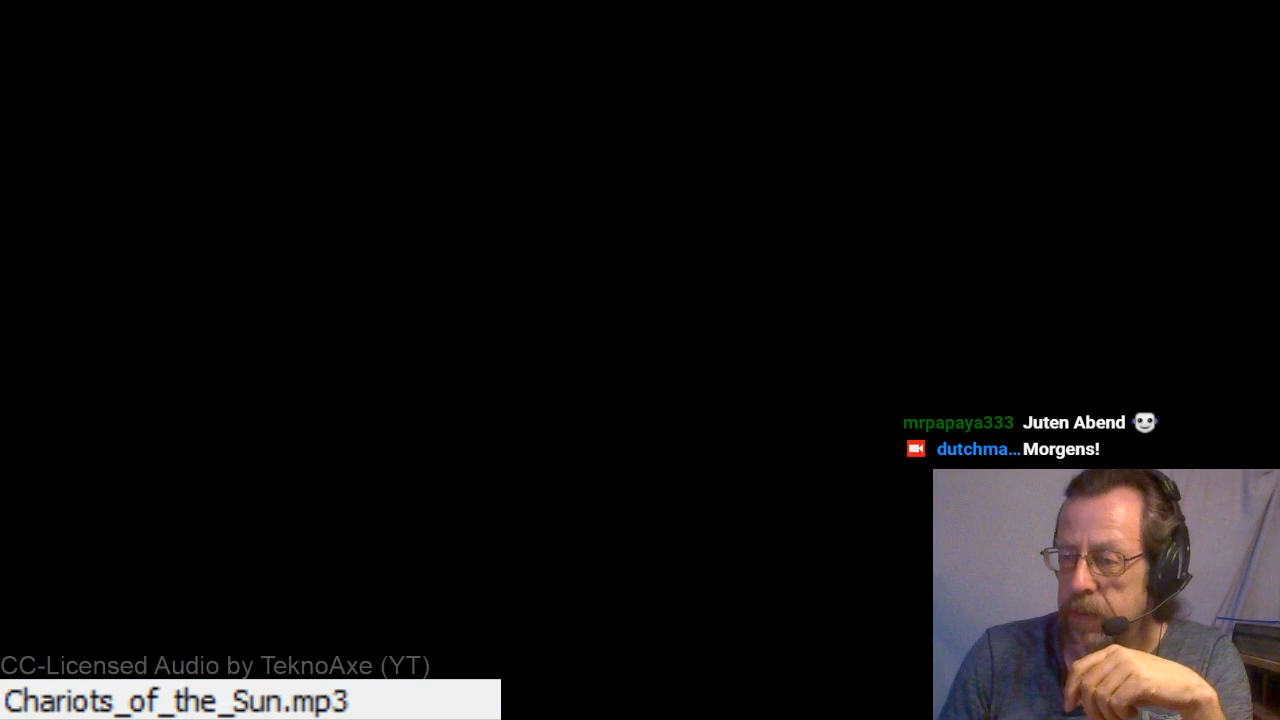 mrpapaya333 Juten Abend
dutchma... Morgens!
CC-Licensed Audio by TeknoAxe (YT)
Chariots_of_the_Sun.mp3